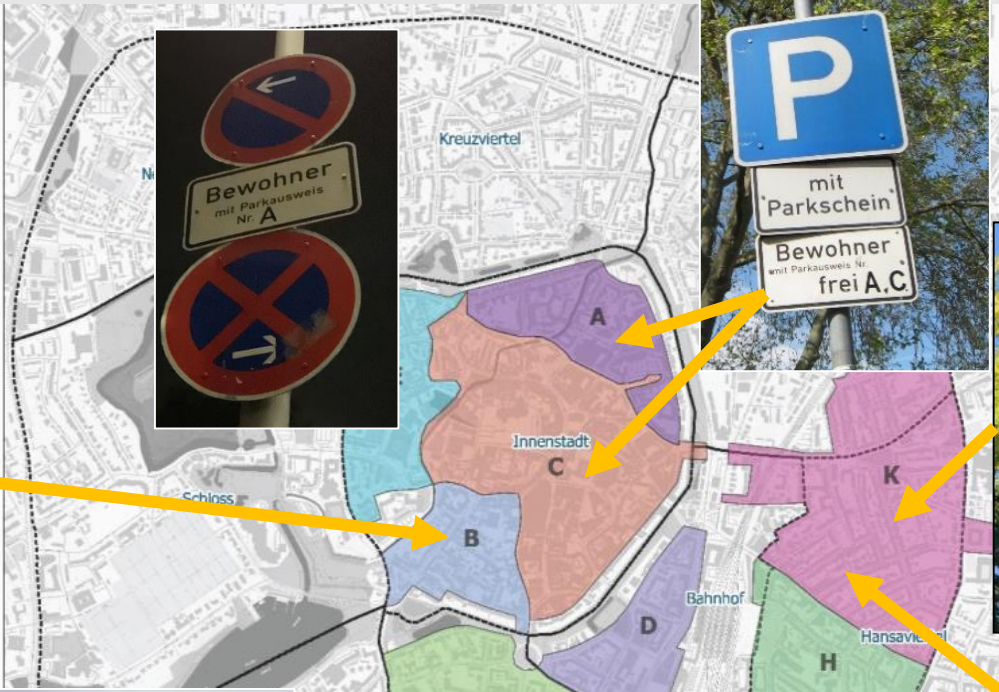 Bewohner
mit Parkausweis
Nr. A
P
mit
Parkschein
Bewohner
mit Parkausweis Nr.
frei A,C
Kreuzviertel
A
Innenstadt
C
K
Schloss
B
Bahnhof
D
Hansaviertel
H